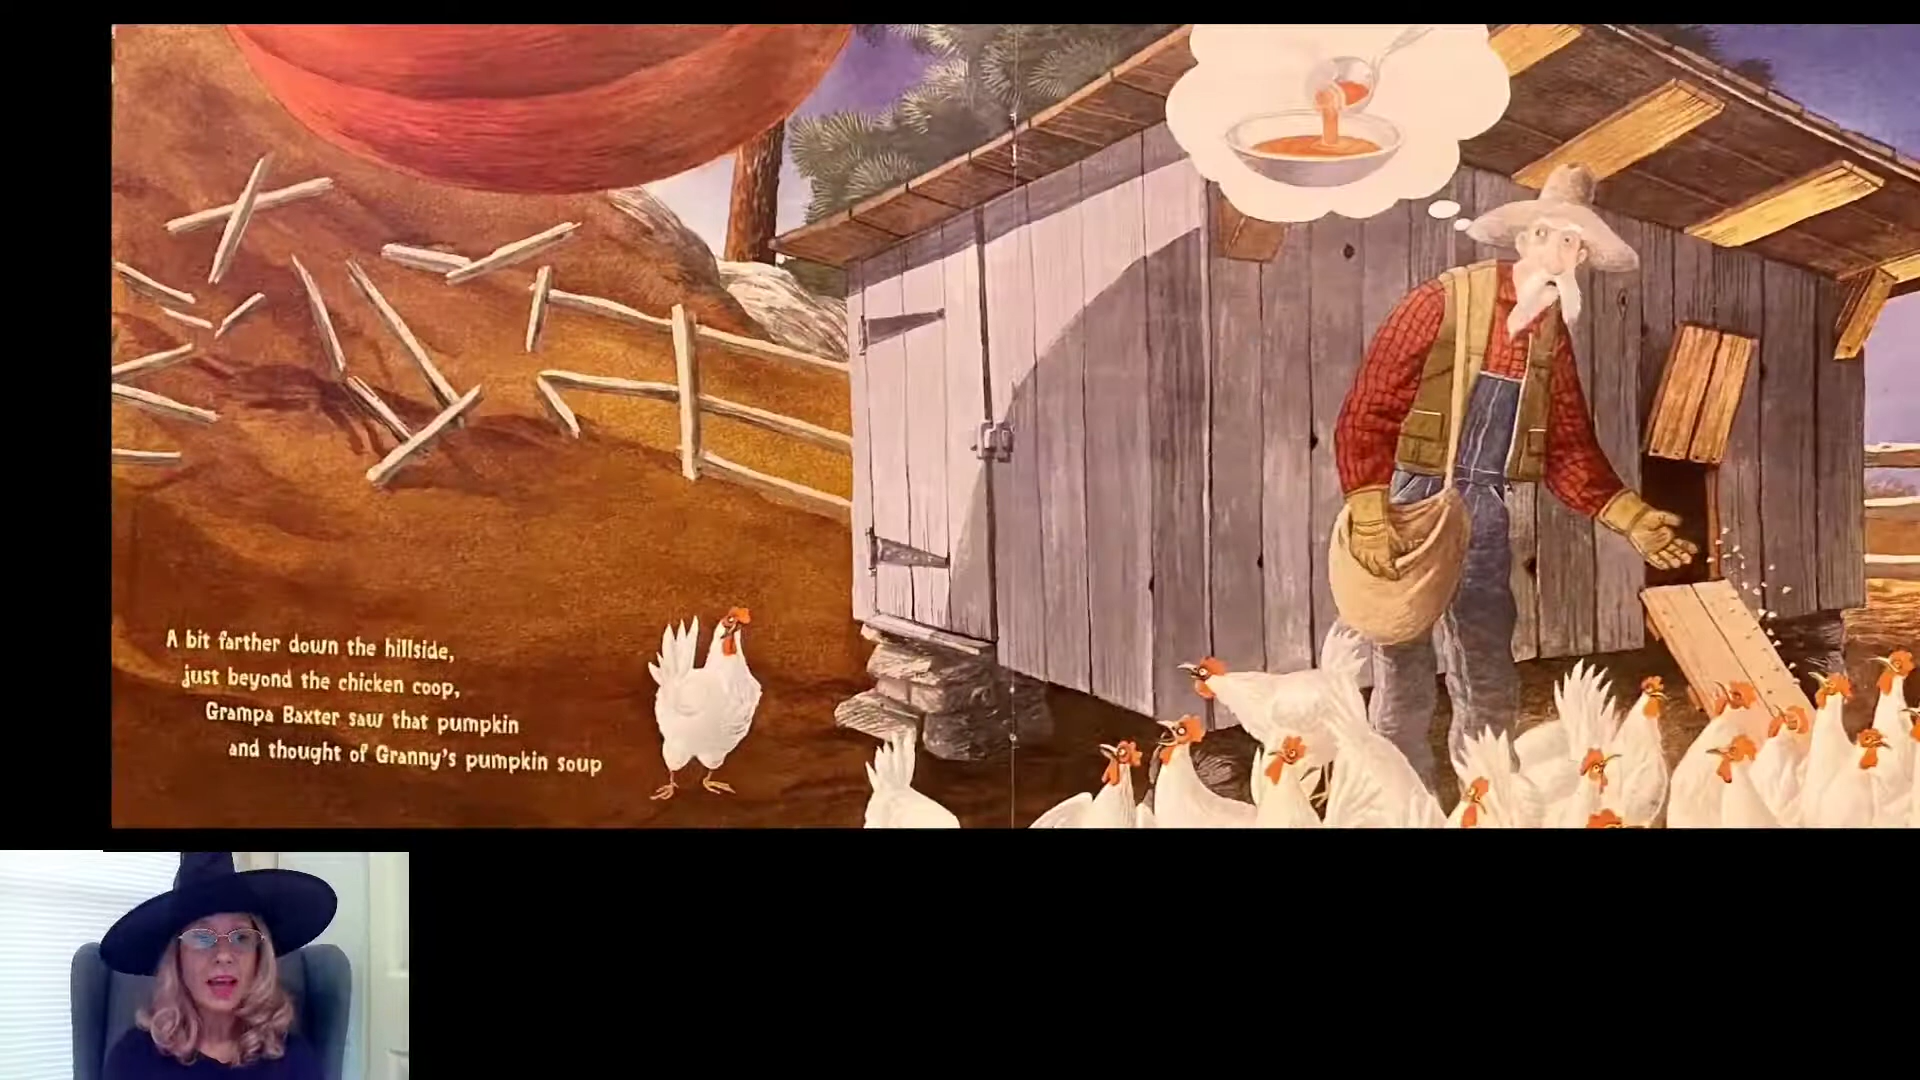 A bit farther down the hillside,
just beyond the chicken coop,
Grampa Baxter saw that pumpkin
and thought of Granny's pumpkin soup